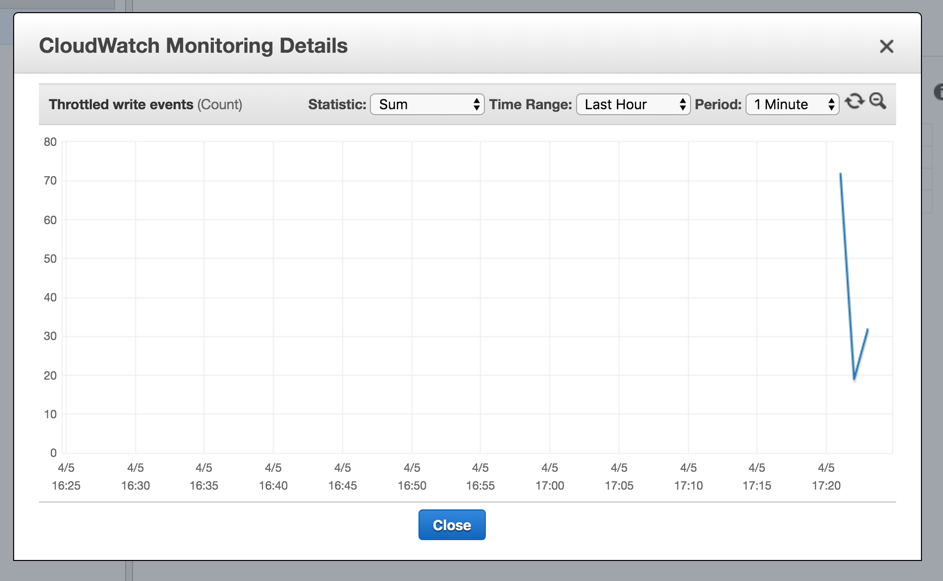 CloudWatch Monitoring Details
Throttled write events (Count) Statistic: Sum Time Range: Last Hour Period: 1 Minute
80
70
60
50
40
30
20
10
0
4/5 4/5 4/5 4/5 4/5 4/5 4/5 4/5 4/5 4/5 4/5 4/5
16:25 16:30 16:35 16:40 16:45 16:50 16:55 17:00 17:05 17:10 17:15 17:20
Close